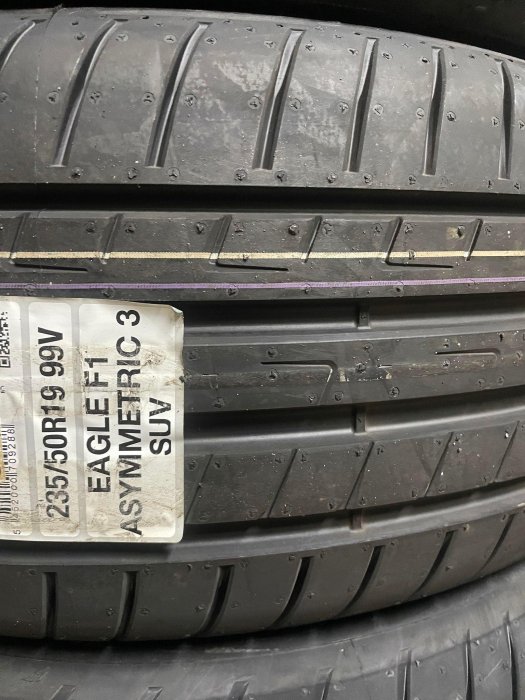 235/50R19 99V
EAGLE F1
ASYMMETRIC 3
SUV